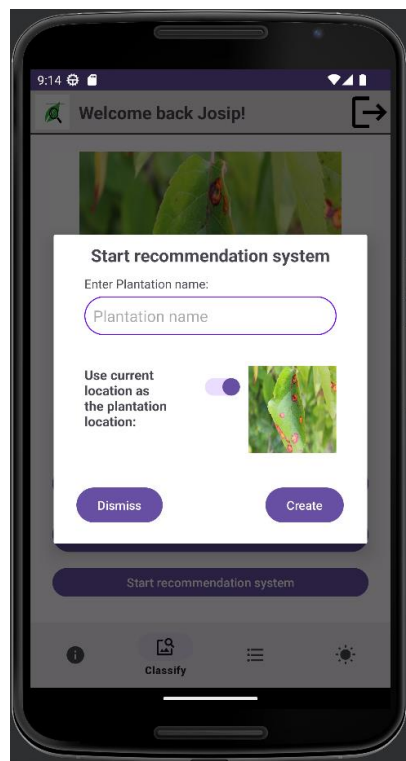 9:14
Welcome back Josip!
Start recommendation system
Enter Plantation name:
Plantation name
Use current
location as
the plantation
location:
Dismiss
Create
Start recommendation system
Classify